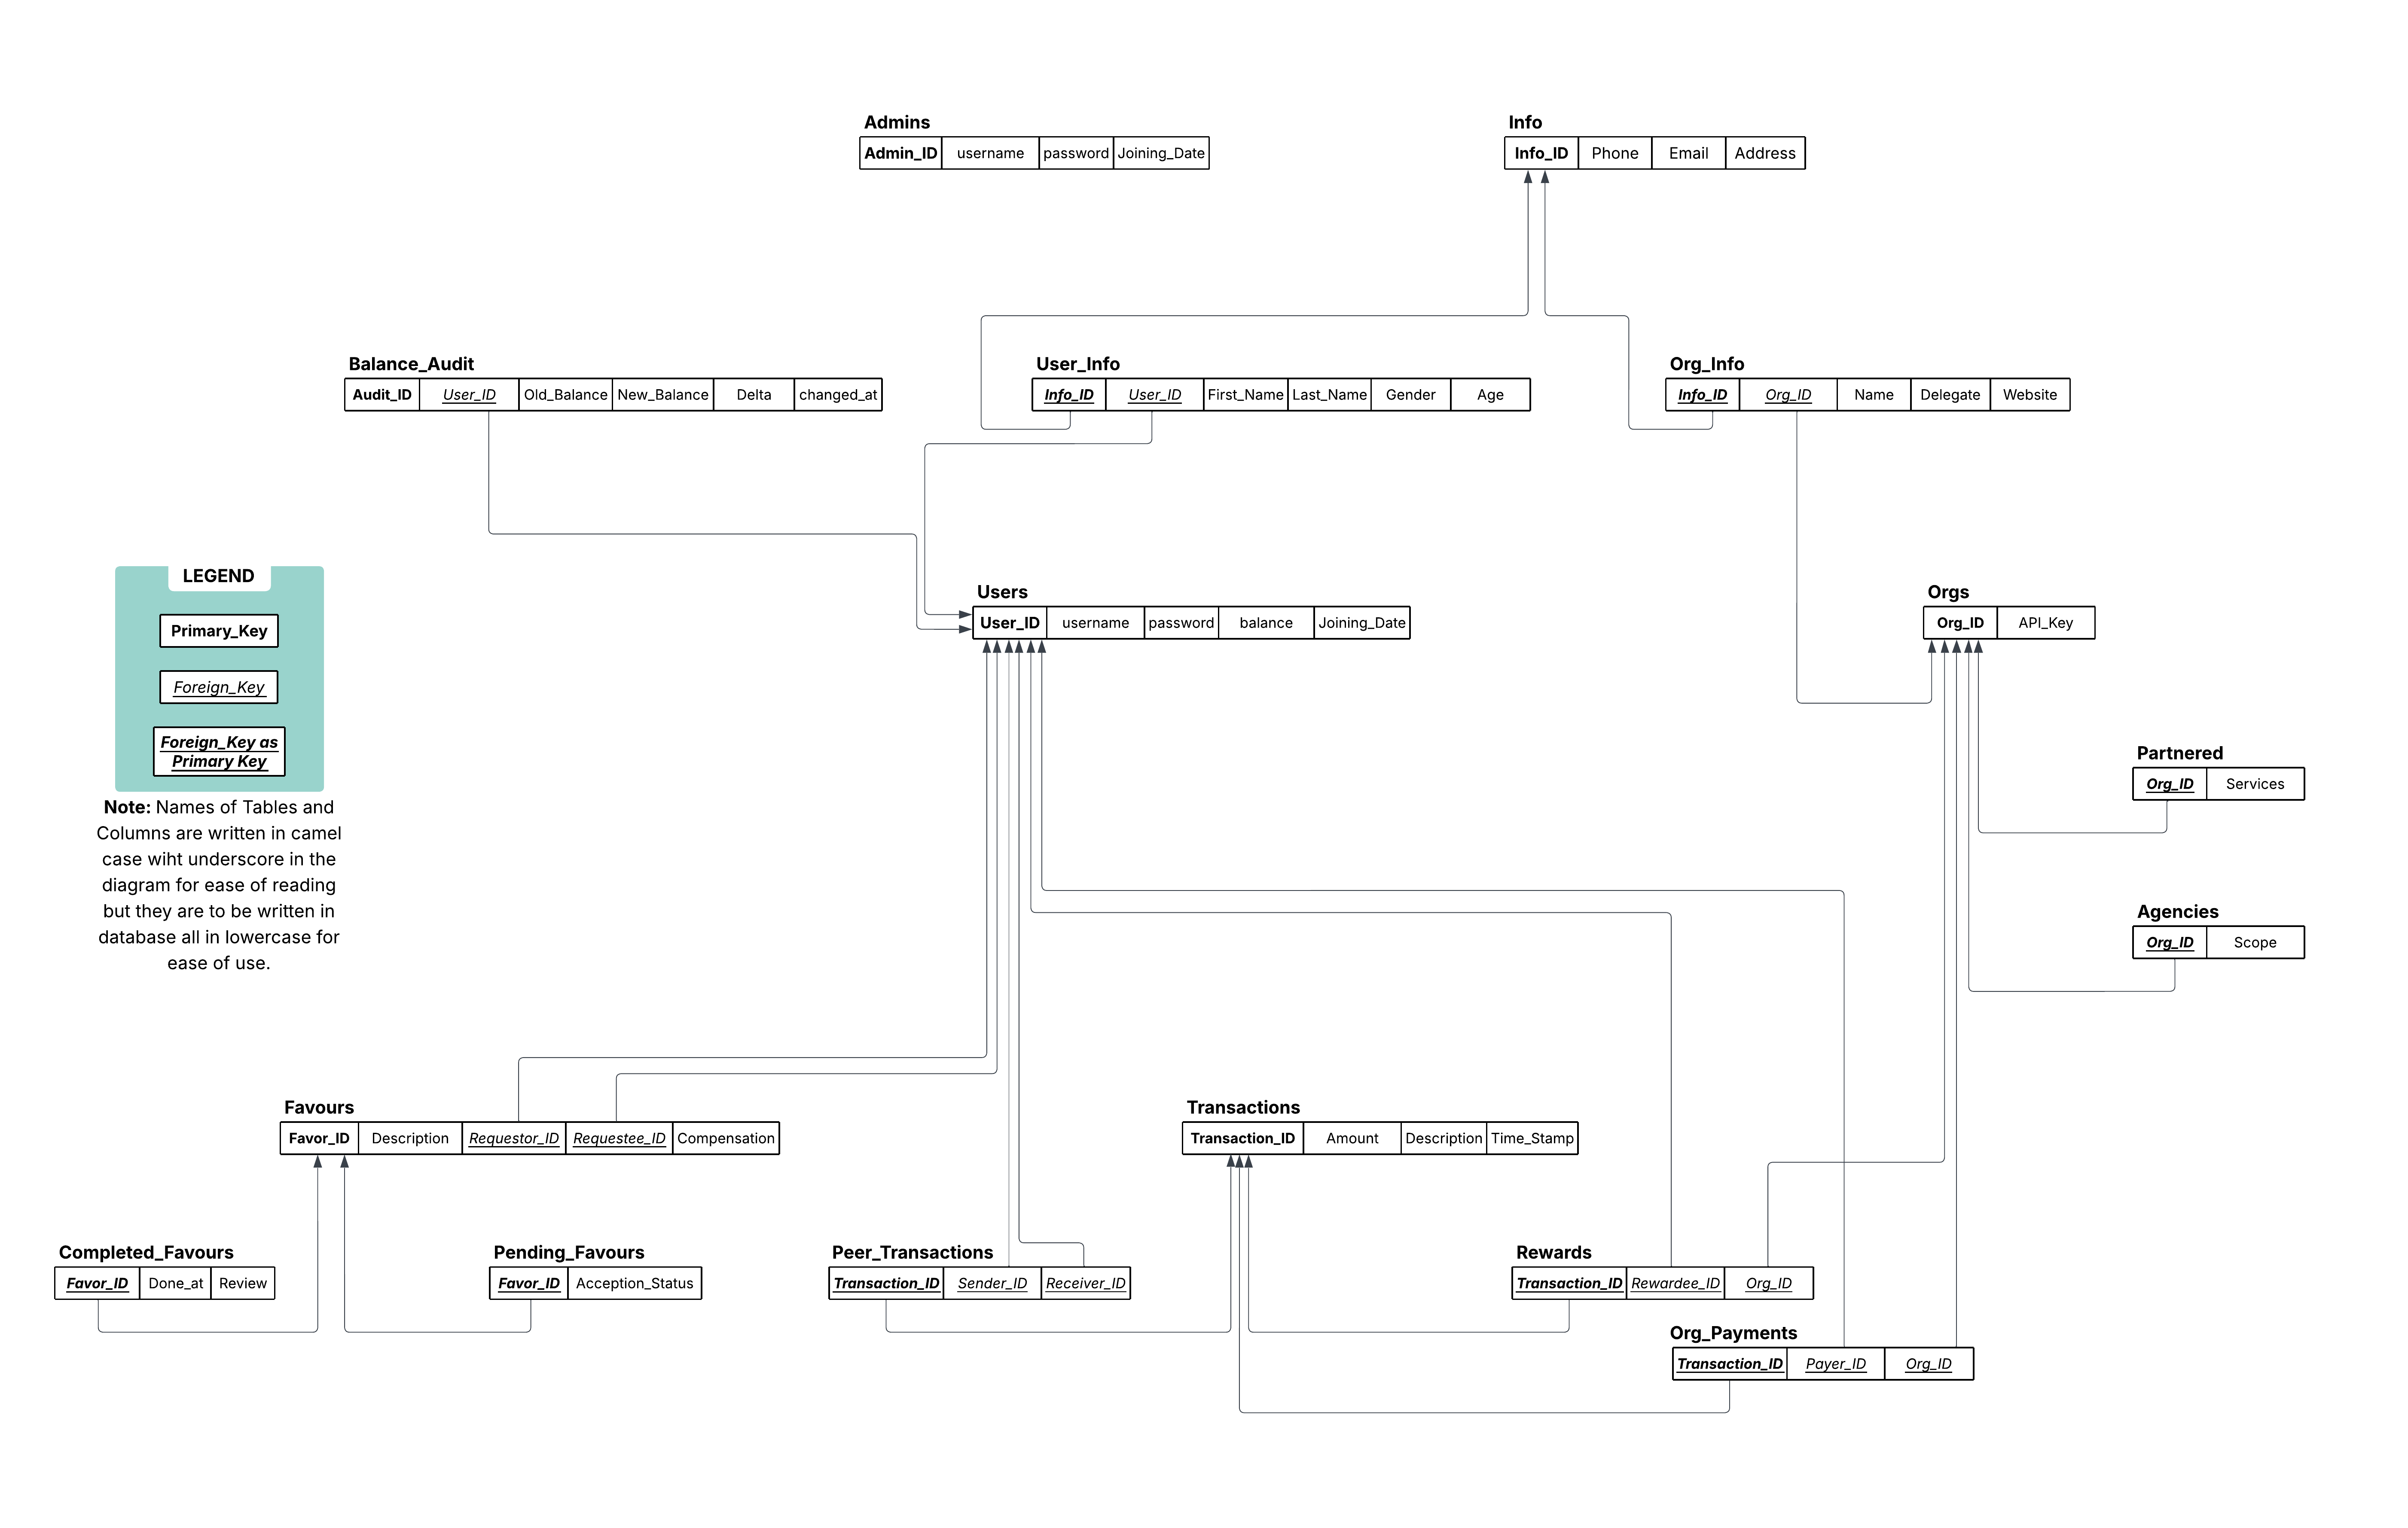 Admins
Admin_ID username password Joining_Date
Info
Info_ID Phone Email Address
Balance_Audit
Audit_ID User_ID Old_Balance New_Balance Delta changed_at
User_Info
Info_ID User_ID First_Name Last_Name Gender Age
Org_Info
Info_ID Org_ID Name Delegate Website
LEGEND
Primary_Key
Foreign_Key
Foreign_Key as
Primary Key
Note: Names of Tables and
Columns are written in camel
case wiht underscore in the
diagram for ease of reading
but they are to be written in
database all in lowercase for
ease of use.
Users
User_ID username password balance Joining_Date
Orgs
Org_ID API_Key
Partnered
Org_ID Services
Agencies
Org_ID Scope
Favours
Favor_ID Description Requestor_ID Requestee_ID Compensation
Transactions
Transaction_ID Amount Description Time_Stamp
Completed_Favours
Favor_ID Done_at Review
Pending_Favours
Favor_ID Acception_Status
Peer_Transactions
Transaction_ID Sender_ID Receiver_ID
Rewards
Transaction_ID Rewardee_ID Org_ID
Org_Payments
Transaction_ID Payer_ID Org_ID